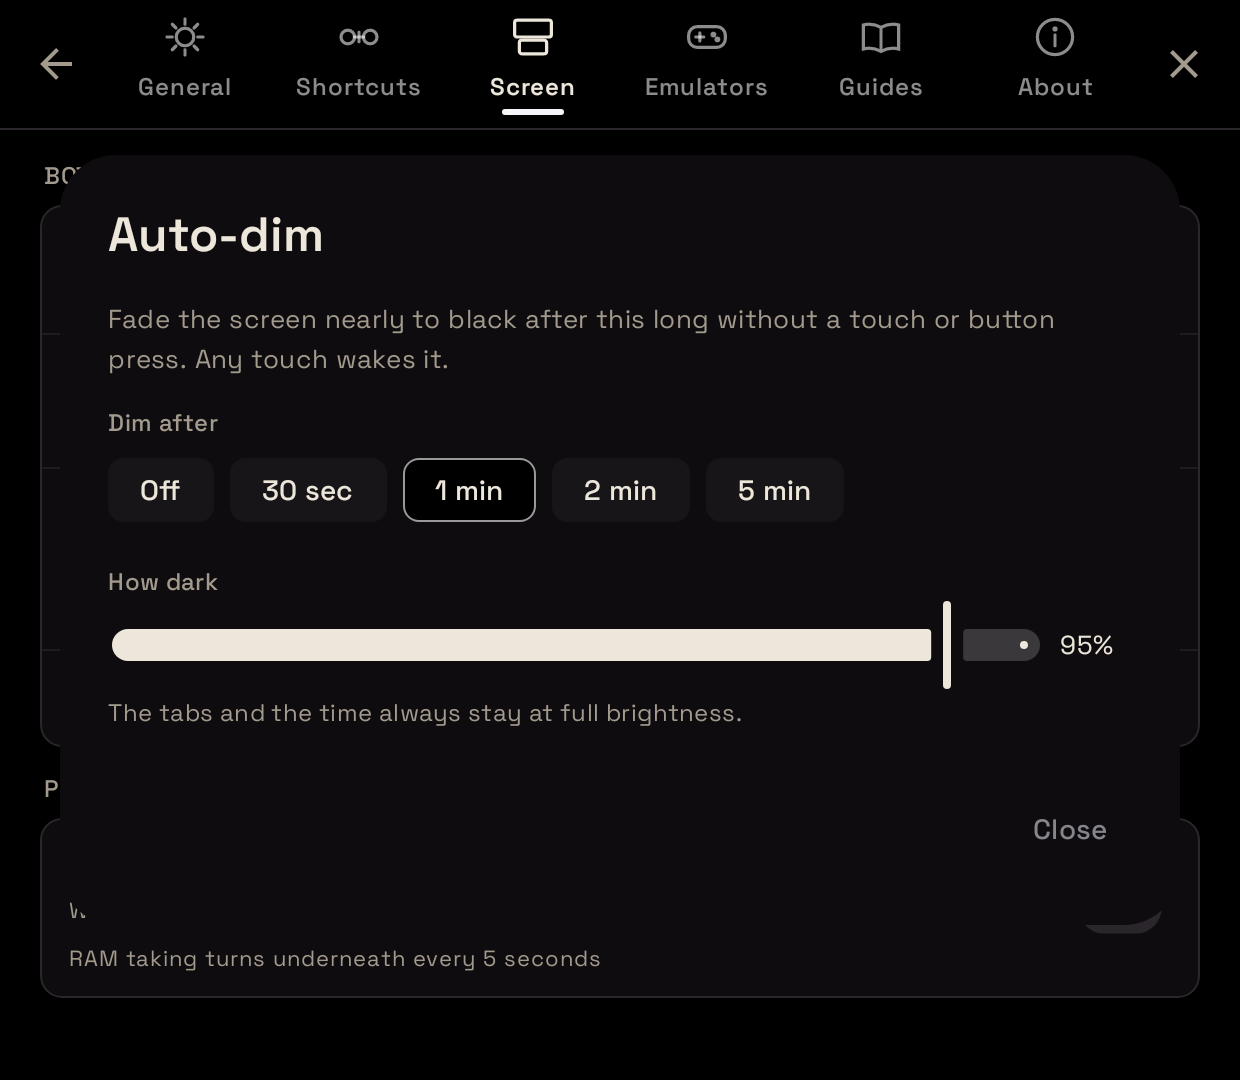 General
Shortcuts
Screen
Emulators
Guides
About
Auto-dim
Fade the screen nearly to black after this long without a touch or button
press. Any touch wakes it.
Dim after
Off
30 sec
1 min
2 min
5 min
How dark
95%
The tabs and the time always stay at full brightness.
Close
RAM taking turns underneath every 5 seconds